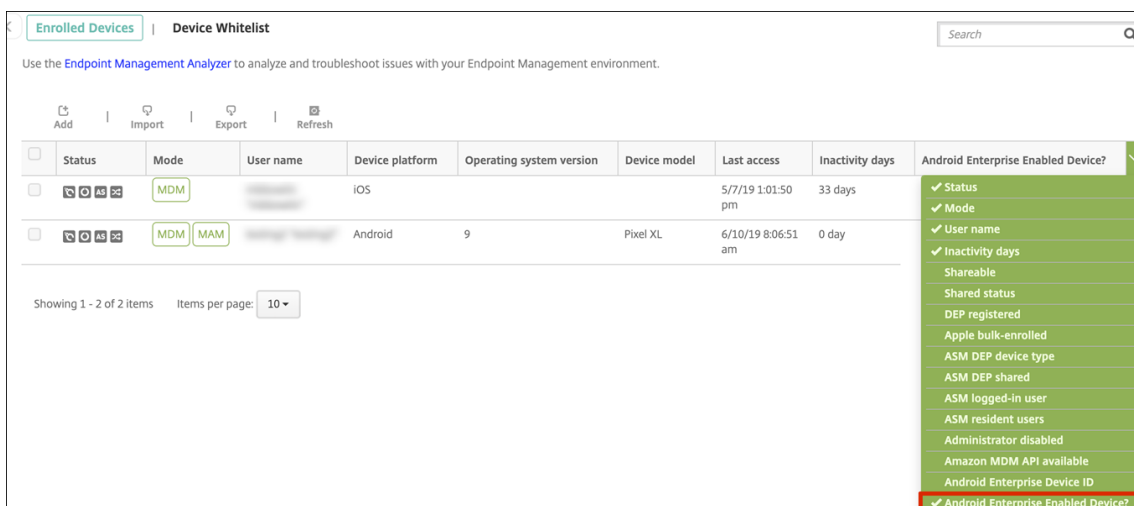 Enrolled Devices | Device Whitelist
Search
Use the Endpoint Management Analyzer to analyze and troubleshoot issues with your Endpoint Management environment.
Add | Import | Export | Refresh
Status Mode User name Device platform Operating system version Device model Last access Inactivity days Android Enterprise Enabled Device?
AS MDM iOS 5/7/19 1:01:50 33 days
pm
AS MDM MAM Android 9 Pixel XL 6/10/19 8:06:51 0 day
am
Showing 1 - 2 of 2 items Items per page: 10
Status
Mode
User name
Inactivity days
Shareable
Shared status
DEP registered
Apple bulk-enrolled
ASM DEP device type
ASM DEP shared
ASM logged-in user
ASM resident users
Administrator disabled
Amazon MDM API available
Android Enterprise Device ID
Android Enterprise Enabled Device?